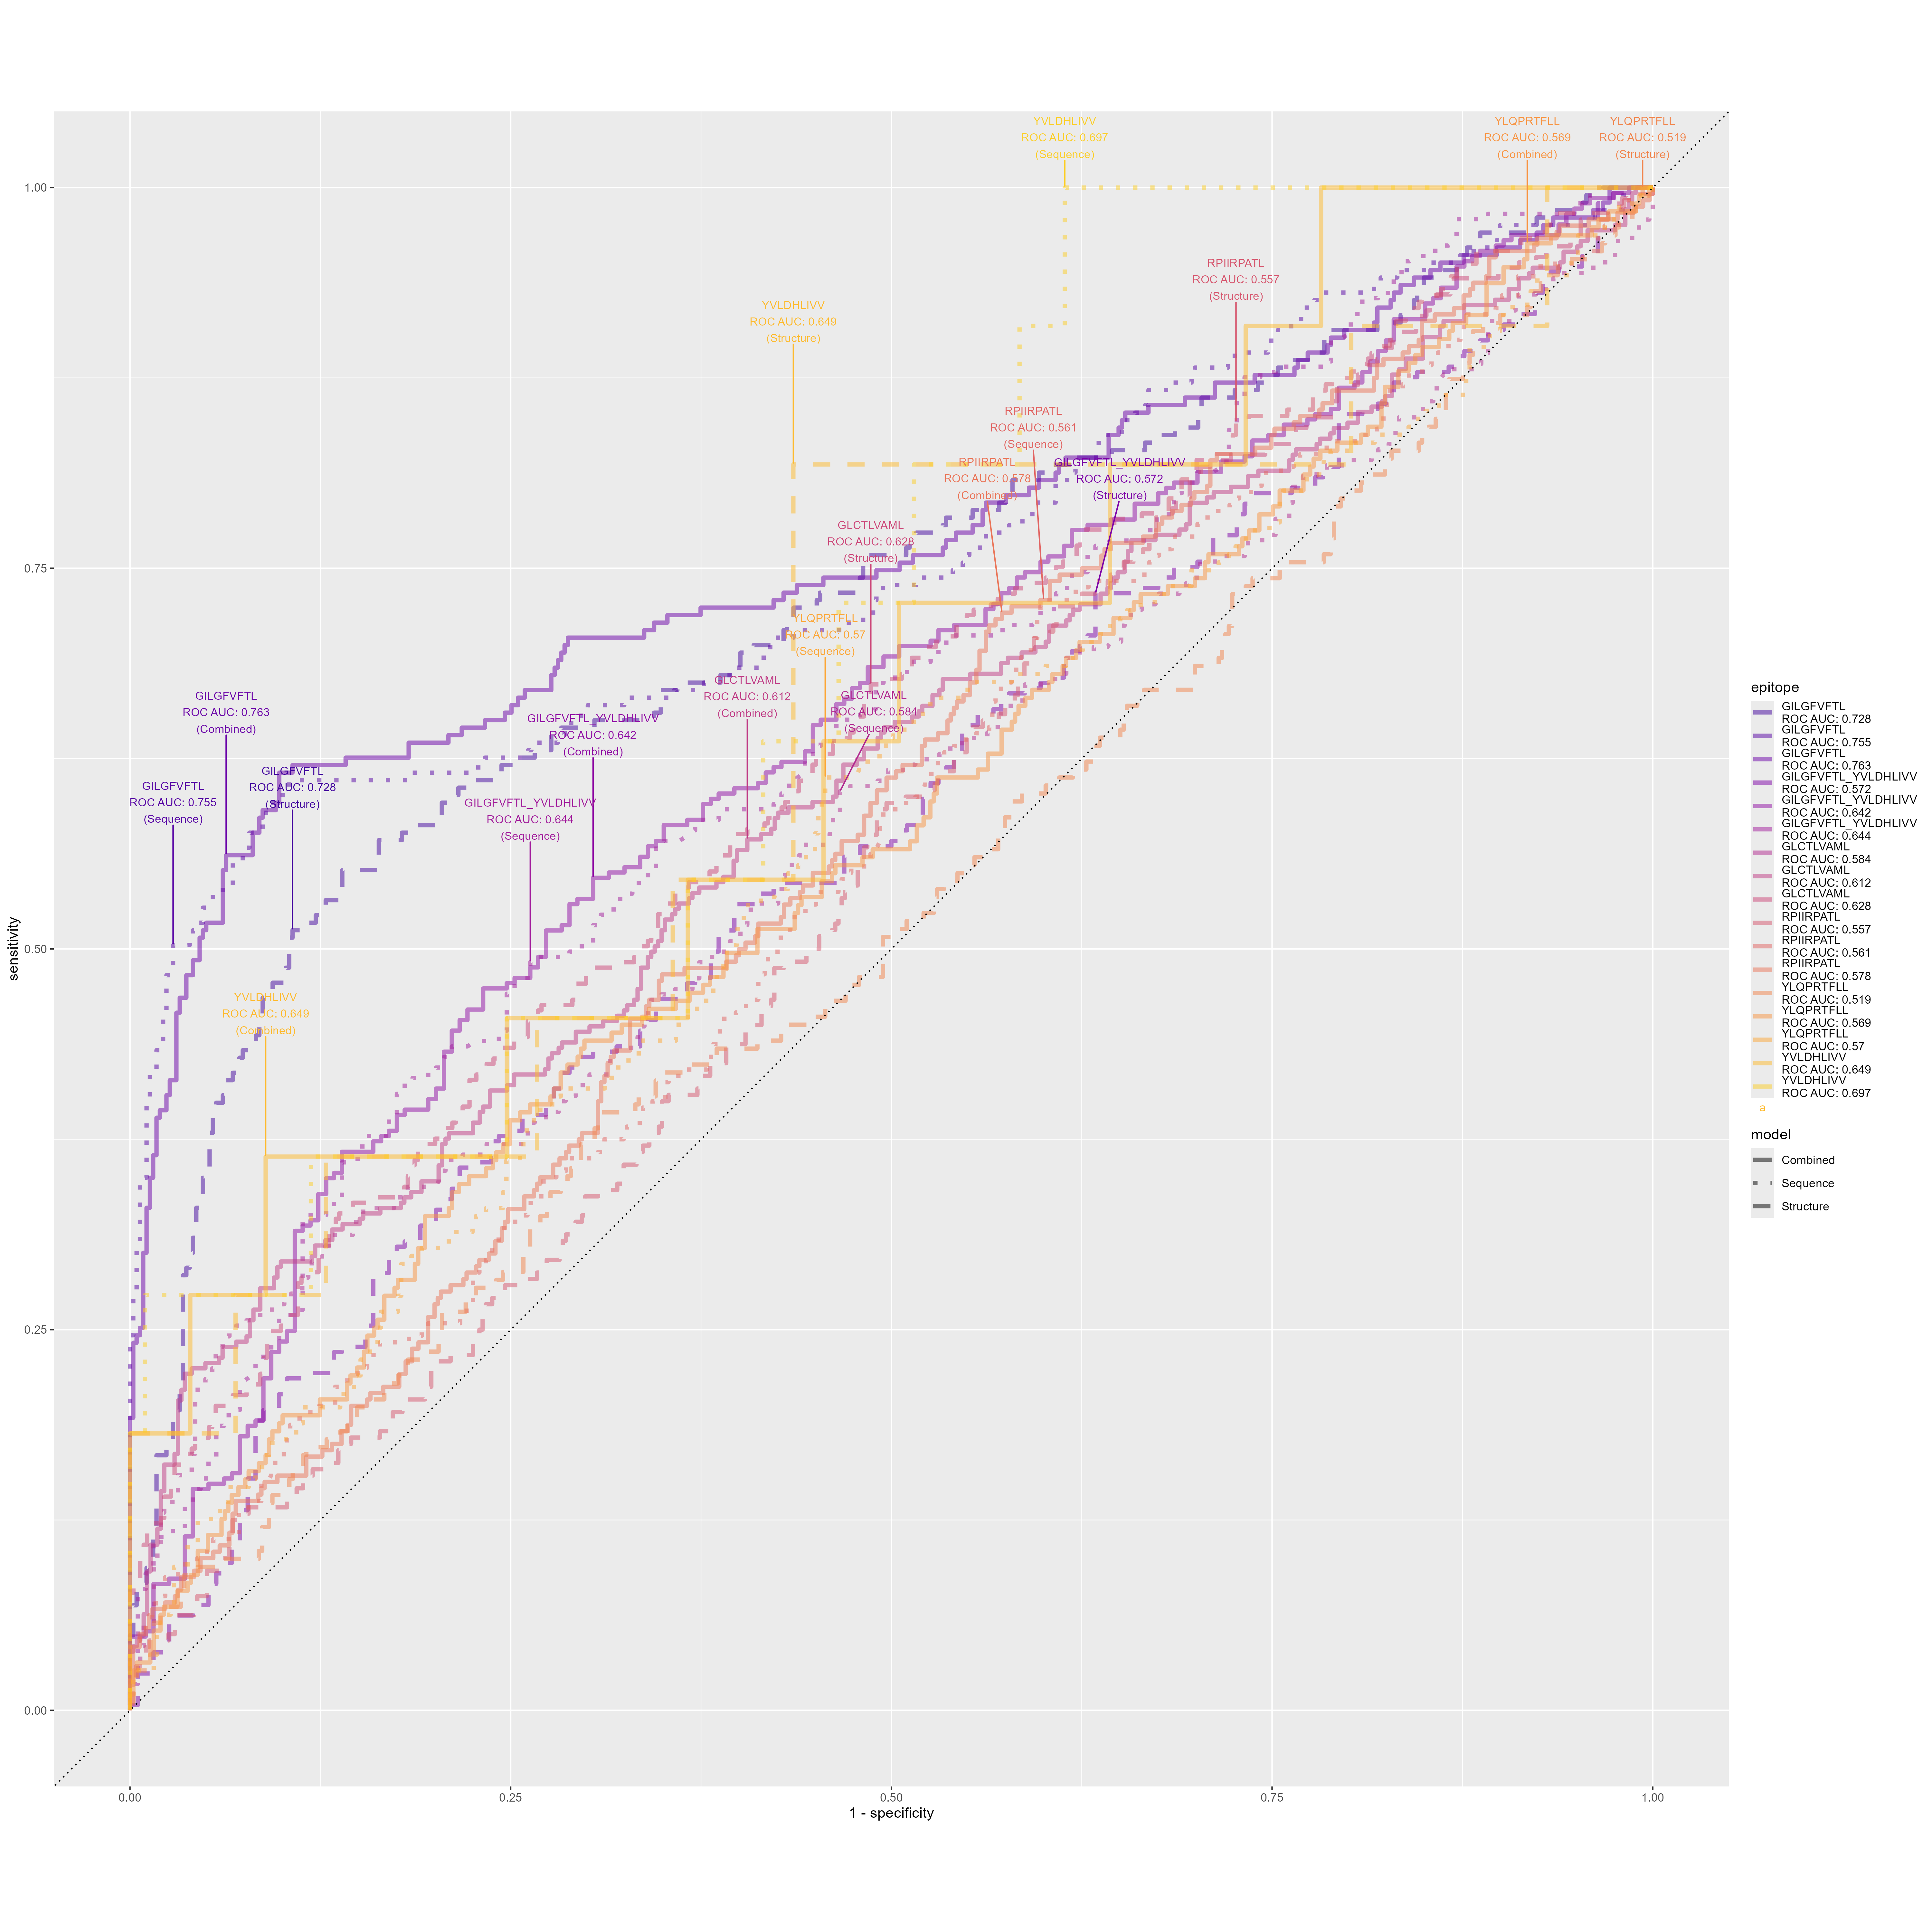 YVLDHLIVV
ROC AUC: 0.697
(Sequence)
YLQPRTFLL
ROC AUC: 0.569
(Combined)
YLQPRTFLL
ROC AUC: 0.519
(Structure)
RPIIRPATL
ROC AUC: 0.557
(Structure)
YVLDHLIVV
ROC AUC: 0.649
(Structure)
RPIIRPATL
ROC AUC: 0.561
(Sequence)
RPIIRPATL
ROC AUC: 0.578
(Combined)
GILGFVFTL_YVLDHLIVV
ROC AUC: 0.572
(Structure)
GLCTLVAML
ROC AUC: 0.628
(Structure)
YLQPRTFLL
ROC AUC: 0.57
(Sequence)
GLCTLVAML
ROC AUC: 0.612
(Combined)
GLCTLVAML
ROC AUC: 0.584
(Sequence)
GILGFVFTL
ROC AUC: 0.763
(Combined)
GILGFVFTL_YVLDHLIVV
ROC AUC: 0.642
(Combined)
GILGFVFTL
ROC AUC: 0.755
(Sequence)
GILGFVFTL
ROC AUC: 0.728
(Structure)
GILGFVFTL_YVLDHLIVV
ROC AUC: 0.644
(Sequence)
YVLDHLIVV
ROC AUC: 0.649
(Combined)
1.00
0.75
0.50
0.25
0.00
sensitivity
0.00
0.25
0.50
0.75
1.00
1 - specificity
epitope
GILGFVFTL
ROC AUC: 0.728
GILGFVFTL
ROC AUC: 0.755
GILGFVFTL
ROC AUC: 0.763
GILGFVFTL_YVLDHLIVV
ROC AUC: 0.572
GILGFVFTL_YVLDHLIVV
ROC AUC: 0.642
GILGFVFTL_YVLDHLIVV
ROC AUC: 0.644
GLCTLVAML
ROC AUC: 0.584
GLCTLVAML
ROC AUC: 0.612
GLCTLVAML
ROC AUC: 0.628
RPIIRPATL
ROC AUC: 0.557
RPIIRPATL
ROC AUC: 0.561
RPIIRPATL
ROC AUC: 0.578
YLQPRTFLL
ROC AUC: 0.519
YLQPRTFLL
ROC AUC: 0.569
YLQPRTFLL
ROC AUC: 0.57
YVLDHLIVV
ROC AUC: 0.649
YVLDHLIVV
ROC AUC: 0.697
a
model
Combined
Sequence
Structure